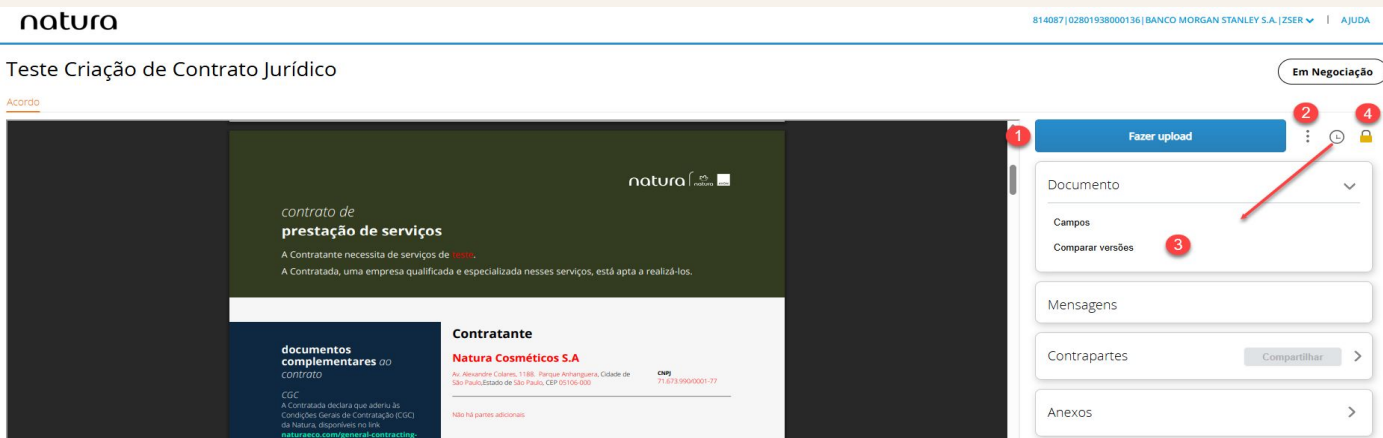 natura
814087|02801938000136|BANCO MORGAN STANLEY S.A.|ZSER | AJUDA
Teste Criação de Contrato Jurídico
Em Negociação
Acordo
1
Fazer upload
2
4
natura natura
contrato de
prestação de serviços
A Contratante necessita de serviços de teste.
A Contratada, uma empresa qualificada e especializada nesses serviços, está apta a realizá-los.
Documento
Campos
Comparar versões
3
Mensagens
Contrapartes
Compartilhar
Anexos
documentos
complementares ao
contrato
CGC
A Contratada declara que aderiu às
Condições Gerais de Contratação (CGC)
da Natura, disponíveis no link
naturaeco.com/general-contracting-
Contratante
Natura Cosméticos S.A
Av. Alexandre Colares, 1188. Parque Anhanguera, Cidade de
São Paulo,Estado de São Paulo, CEP 05106-000
CNPJ
71.673.990/0001-77
Não há partes adicionais